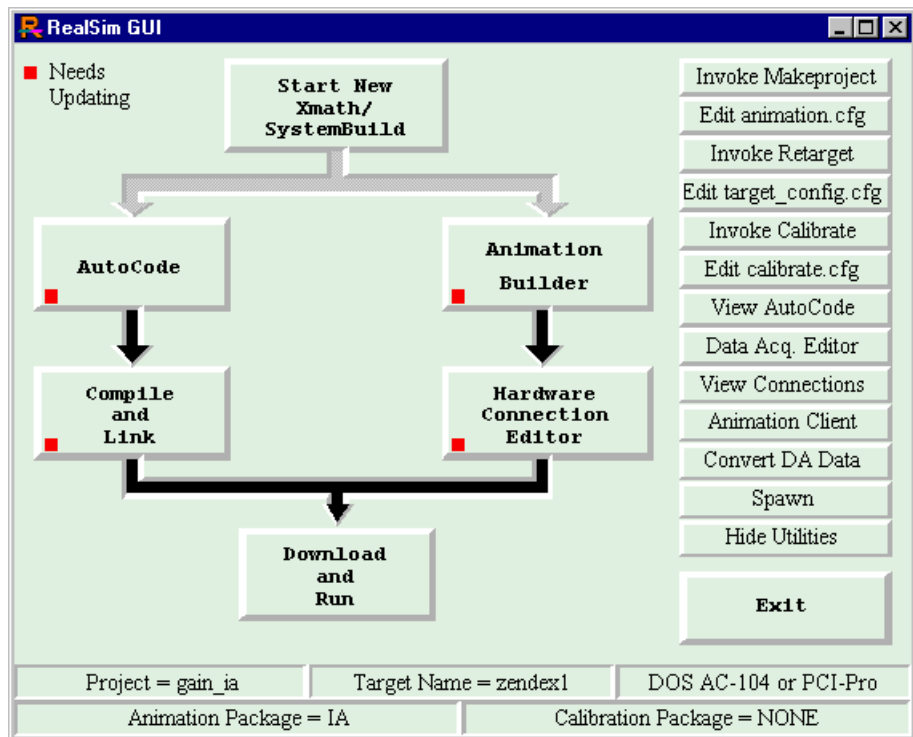 RealSim GUI
Needs
Updating
Start New
Xmath/
SystemBuild
AutoCode
Animation
Builder
Compile
and
Link
Hardware
Connection
Editor
Download
and
Run
Invoke Makeproject
Edit animation.cfg
Invoke Retarget
Edit target_config.cfg
Invoke Calibrate
Edit calibrate.cfg
View AutoCode
Data Acq. Editor
View Connections
Animation Client
Convert DA Data
Spawn
Hide Utilities
Exit
Project = gain_ia
Target Name = zendex1
DOS AC-104 or PCI-Pro
Animation Package = IA
Calibration Package = NONE